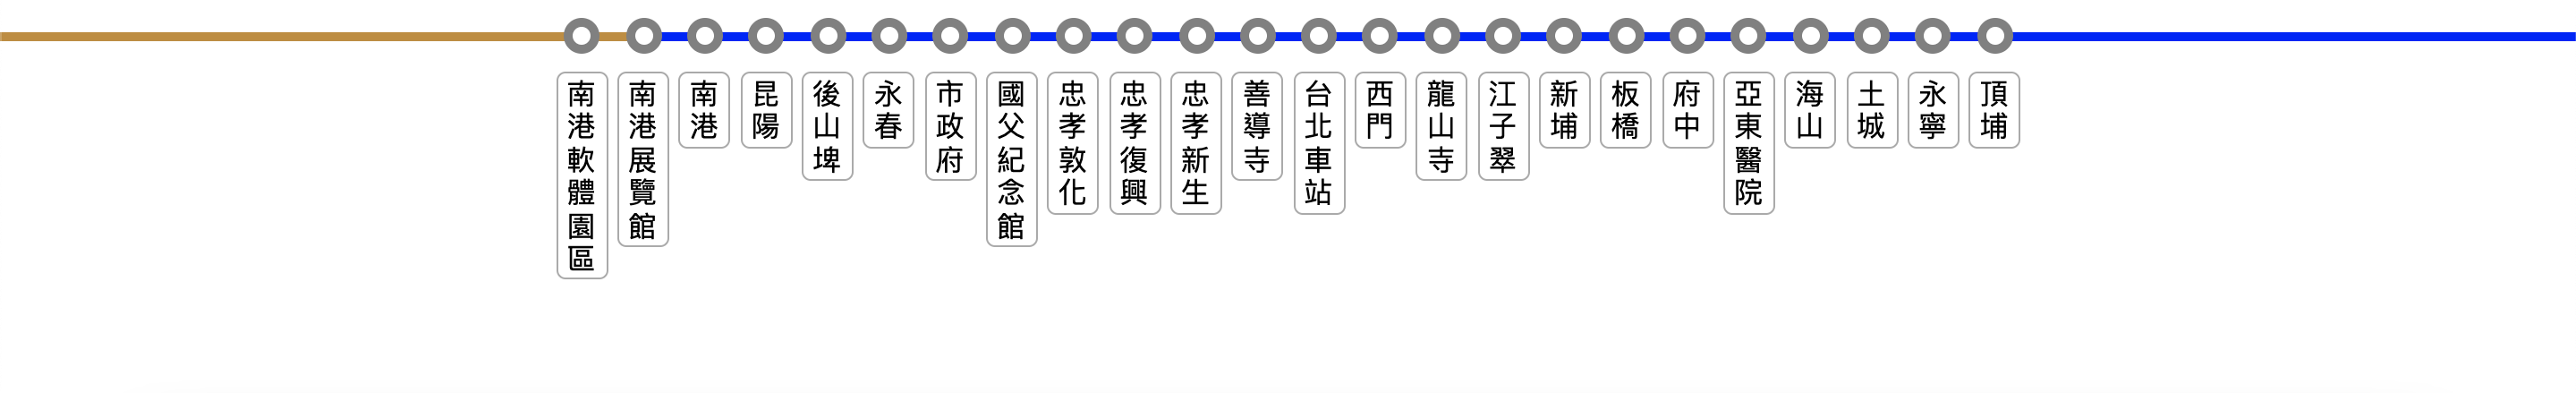 南港軟體園區
南港展覽館
南港
昆陽
後山埤
永春
市政府
國父紀念館
忠孝敦化
忠孝復興
忠孝新生
善導寺
台北車站
西門
龍山寺
江子翠
新埔
板橋
府中
亞東醫院
海山
土城
永寧
頂埔